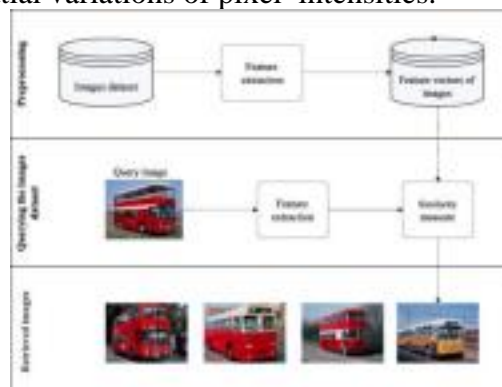 tial variations of pixel intensities.
Preprocessing
Images dataset
Feature
extraction
Feature vectors of
images
Querying the images
dataset
Query image
Feature
extraction
Similarity
measure
Retrieved images